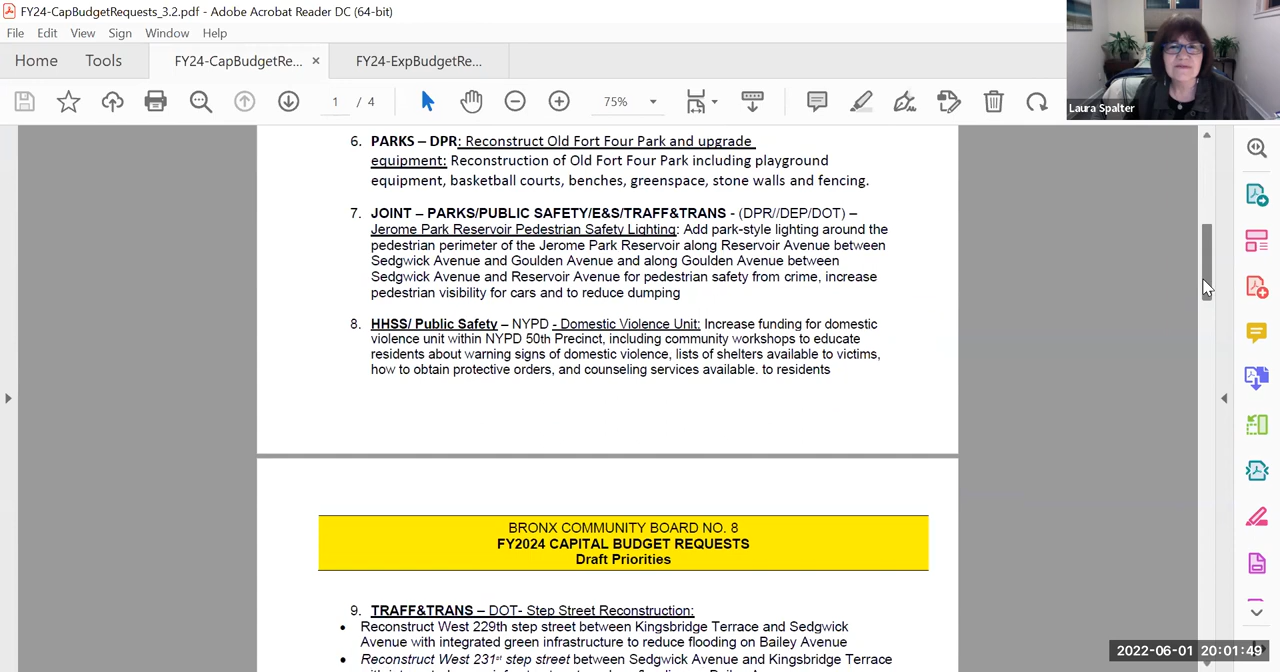 FY24-CapBudgetRequests_3.2.pdf - Adobe Acrobat Reader DC (64-bit)
File Edit View Sign Window Help
Home Tools FY24-CapBudgetRe... × FY24-ExpBudgetRe...
1 / 4 75%
Laura Spalter
6. PARKS – DPR: Reconstruct Old Fort Four Park and upgrade
equipment: Reconstruction of Old Fort Four Park including playground
equipment, basketball courts, benches, greenspace, stone walls and fencing.
7. JOINT – PARKS/PUBLIC SAFETY/E&S/TRAFF&TRANS - (DPR//DEP/DOT) –
Jerome Park Reservoir Pedestrian Safety Lighting: Add park-style lighting around the
pedestrian perimeter of the Jerome Park Reservoir along Reservoir Avenue between
Sedgwick Avenue and Goulden Avenue and along Goulden Avenue between
Sedgwick Avenue and Reservoir Avenue for pedestrian safety from crime, increase
pedestrian visibility for cars and to reduce dumping
8. HHSS/ Public Safety – NYPD - Domestic Violence Unit: Increase funding for domestic
violence unit within NYPD 50th Precinct, including community workshops to educate
residents about warning signs of domestic violence, lists of shelters available to victims,
how to obtain protective orders, and counseling services available. to residents
BRONX COMMUNITY BOARD NO. 8
FY2024 CAPITAL BUDGET REQUESTS
Draft Priorities
9. TRAFF&TRANS – DOT- Step Street Reconstruction:
• Reconstruct West 229th step street between Kingsbridge Terrace and Sedgwick
Avenue with integrated green infrastructure to reduce flooding on Bailey Avenue
• Reconstruct West 231st step street between Sedgwick Avenue and Kingsbridge Terrace
2022-06-01 20:01:49